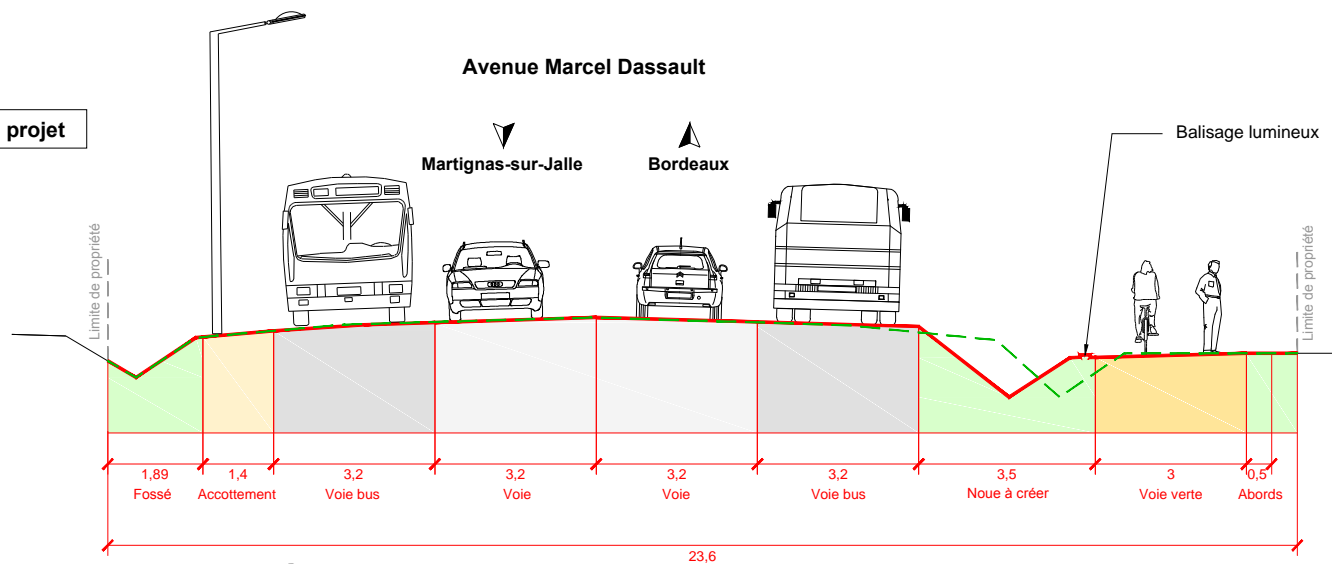 Avenue Marcel Dassault
projet
Balisage lumineux
Martignas-sur-Jalle
Bordeaux
Limite de propriété
Limite de propriété
1,89
1,4
3,2
3,2
3,2
3,2
3,5
3
0,5
Fossé
Accottement
Voie bus
Voie
Voie
Voie bus
Noue à créer
Voie verte
Abords
23,6